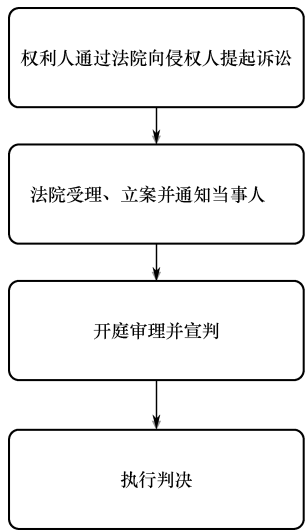 权利人通过法院向侵权人提起诉讼
法院受理、立案并通知当事人
开庭审理并宣判
执行判决